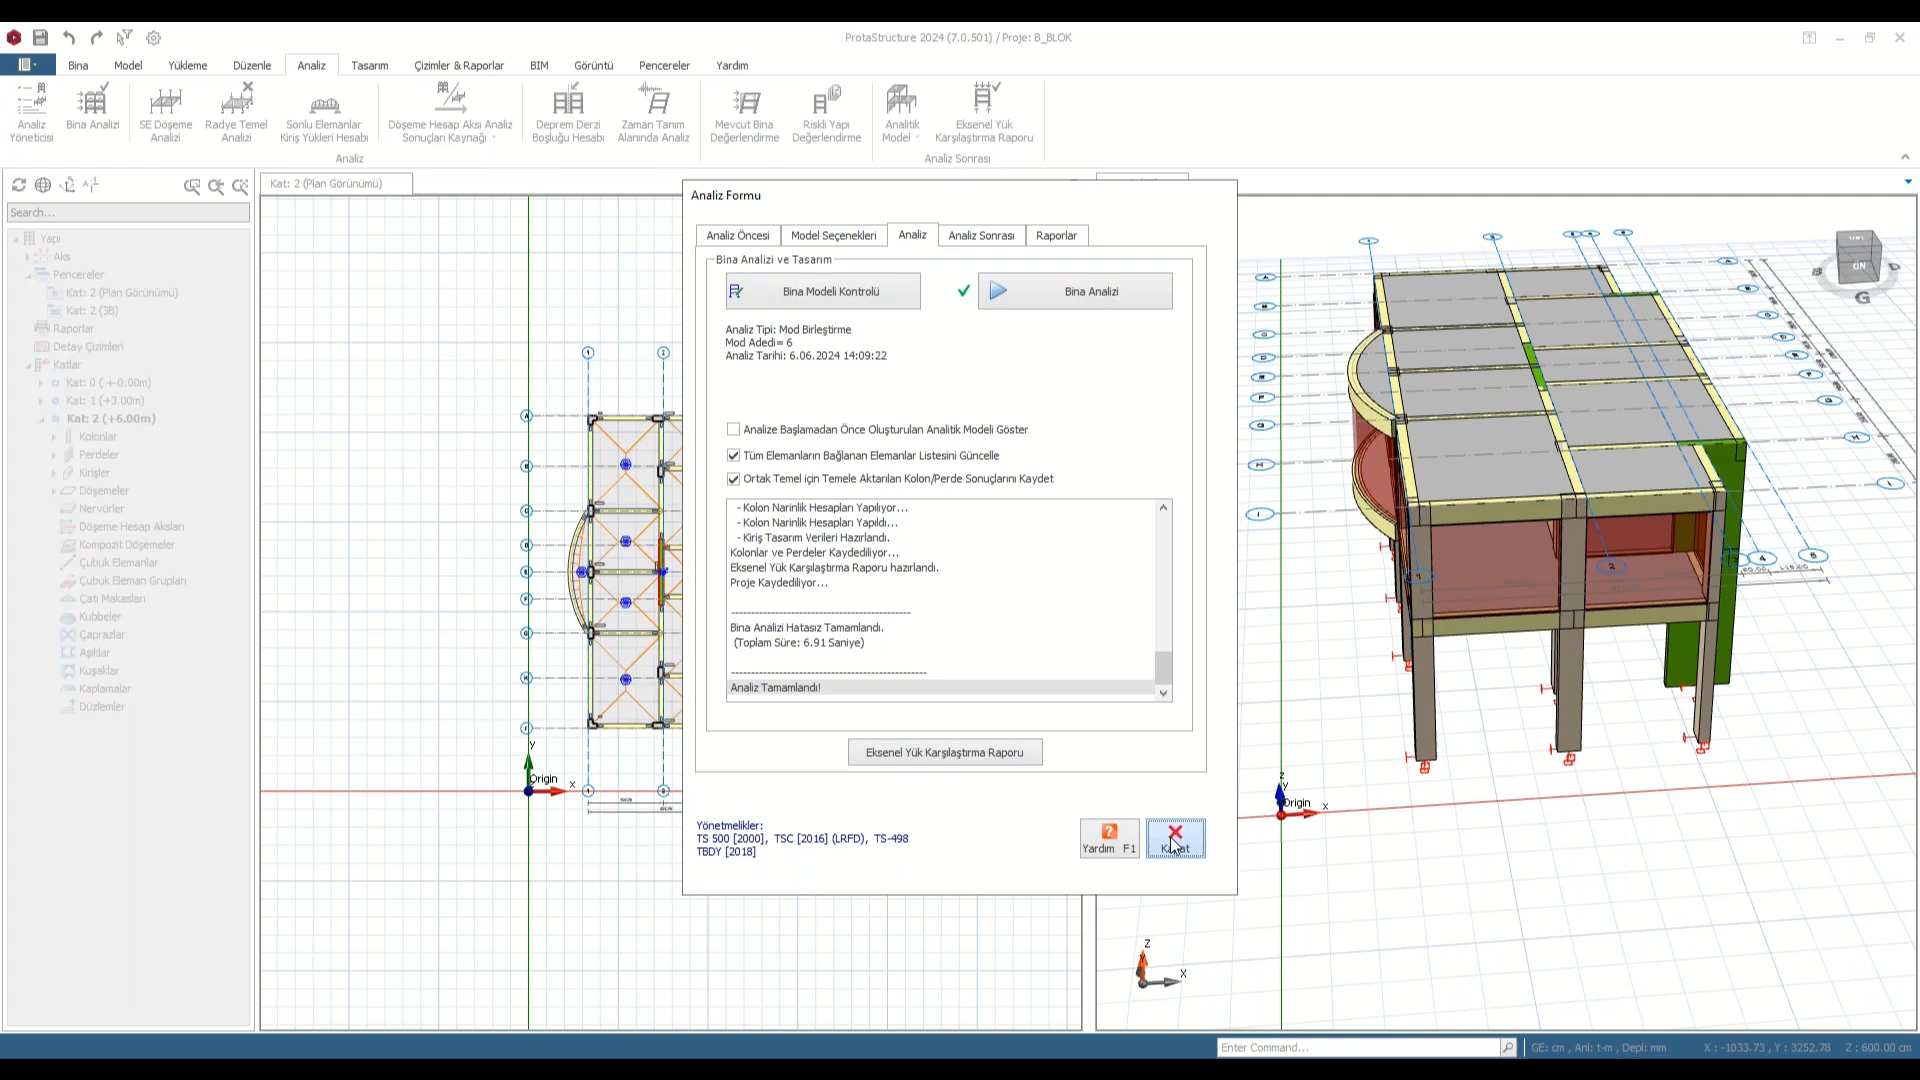 ProtaStructure 2024 (7.0.501) / Proje: B_BLOK
Bina
Model
Yükleme
Düzenle
Analiz
Tasarım
Çizimler & Raporlar
BIM
Görüntü
Pencereler
Yardım
Analiz Yöneticisi
Bina Analizi
SE Döşeme Analizi
Radye Temel Analizi
Sonlu Elemanlar Kiriş Yükleri Hesabı
Döşeme Hesap Aksı Analiz Sonuçları Kaynağı
Deprem Derzi Boşluğu Hesabı
Zaman Tanım Alanında Analiz
Mevcut Bina Değerlendirme
Riskli Yapı Değerlendirme
Analitik Model
Eksenel Yük Karşılaştırma Raporu
Analiz
Analiz Sonrası
Kat: 2 (Plan Görünümü)
Search...
Yapı
Aks
Pencereler
Kat: 2 (Plan Görünümü)
Kat: 2 (3B)
Raporlar
Detay Çizimleri
Katlar
Kat: 0 ( +-0.00m)
Kat: 1 (+3.00m)
Kat: 2 (+6.00m)
Kolonlar
Perdeler
Kirişler
Döşemeler
Nervürler
Döşeme Hesap Aksları
Kompozit Döşemeler
Çubuk Elemanlar
Çubuk Eleman Grupları
Çatı Makasları
Kubbeler
Çaprazlar
Aşıklar
Kuşaklar
Kaplamalar
Düzlemler
Analiz Formu
Analiz Öncesi
Model Seçenekleri
Analiz
Analiz Sonrası
Raporlar
Bina Analizi ve Tasarım
Bina Modeli Kontrolü
Bina Analizi
Analiz Tipi: Mod Birleştirme
Mod Adedi= 6
Analiz Tarihi: 6.06.2024 14:09:22
Analize Başlamadan Önce Oluşturulan Analitik Modeli Göster
Tüm Elemanların Bağlanan Elemanlar Listesini Güncelle
Ortak Temel için Temele Aktarılan Kolon/Perde Sonuçlarını Kaydet
- Kolon Narinlik Hesapları Yapılıyor...
- Kolon Narinlik Hesapları Yapıldı...
- Kiriş Tasarım Verileri Hazırlandı.
Kolonlar ve Perdeler Kaydediliyor...
Eksenel Yük Karşılaştırma Raporu hazırlandı.
Proje Kaydediliyor...
----------------------------------------------
Bina Analizi Hatasız Tamamlandı.
(Toplam Süre: 6.91 Saniye)
--------------------------------------------------
Analiz Tamamlandı!
Eksenel Yük Karşılaştırma Raporu
Yönetmelikler:
TS 500 [2000], TSC [2016] (LRFD), TS-498
TBDY [2018]
Yardım F1
Origin
x
y
Origin
x
y
z
Z
X
Enter Command...
GE: cm , Anl: t-m , Depl: mm
X : -1033.73 , Y : 3252.78
Z : 600.00 cm